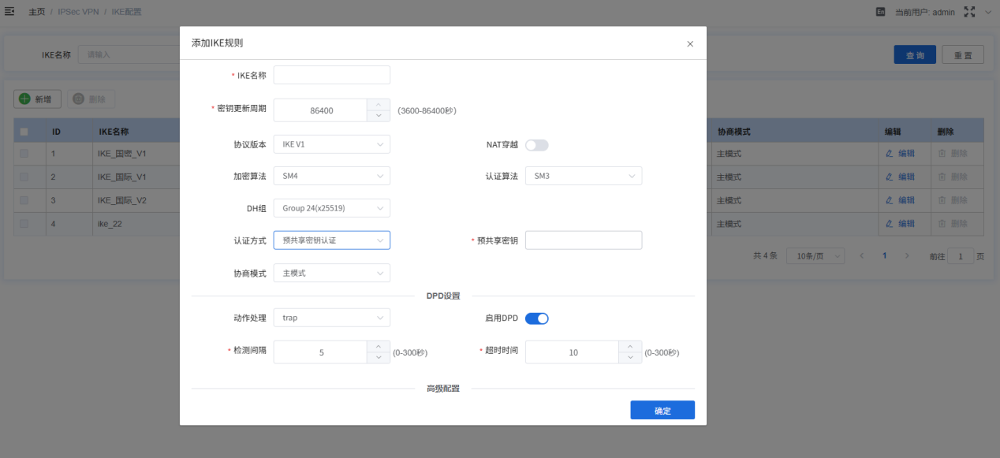 主页 / IPSec VPN / IKE配置
En 当前用户: admin
IKE名称 请输入 查询 重置
新增 删除
ID IKE名称 协商模式 编辑 删除
1 IKE_国密_V1 主模式 编辑 删除
2 IKE_国际_V1 主模式 编辑 删除
3 IKE_国际_V2 主模式 编辑 删除
4 ike_22 主模式 编辑 删除
共 4 条 10条/页 1 前往 1 页
添加IKE规则
* IKE名称
* 密钥更新周期 86400 (3600-86400秒)
协议版本 IKE V1 NAT穿越
加密算法 SM4 认证算法 SM3
DH组 Group 24(x25519)
认证方式 预共享密钥认证 * 预共享密钥
协商模式 主模式
DPD设置
动作处理 trap 启用DPD
* 检测间隔 5 (0-300秒) * 超时时间 10 (0-300秒)
高级配置
确定